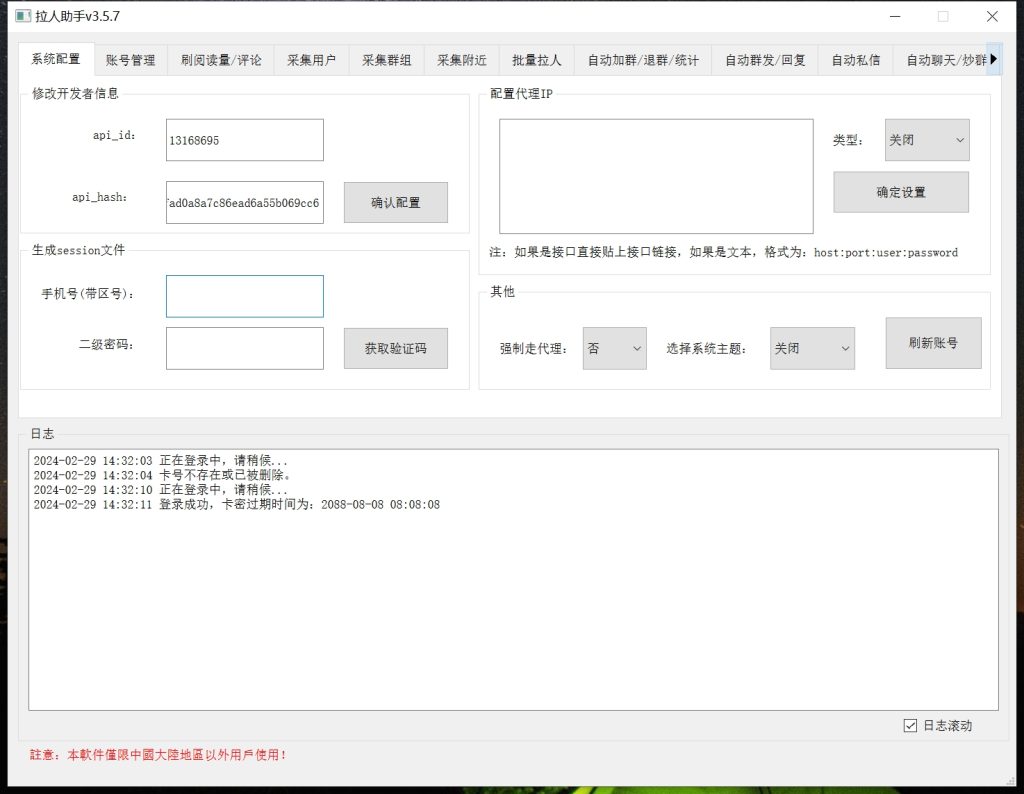 拉人助手v3.5.7
系统配置 账号管理 刷阅读量/评论 采集用户 采集群组 采集附近 批量拉人 自动加群/退群/统计 自动群发/回复 自动私信 自动聊天/炒群
修改开发者信息
api_id:
13168695
api_hash:
fad0a8a7c86ead6a55b069cc6
确认配置
生成session文件
手机号(带区号):
二级密码:
获取验证码
配置代理IP
类型:
关闭
确定设置
注: 如果是接口直接贴上接口链接, 如果是文本, 格式为: host:port:user:password
其他
强制走代理:
否
选择系统主题:
关闭
刷新账号
日志
2024-02-29 14:32:03 正在登录中, 请稍候...
2024-02-29 14:32:04 卡号不存在或已被删除。
2024-02-29 14:32:10 正在登录中, 请稍候...
2024-02-29 14:32:11 登录成功, 卡密过期时间为: 2088-08-08 08:08:08
日志滚动
註意: 本軟件僅限中國大陸地區以外用戶使用!